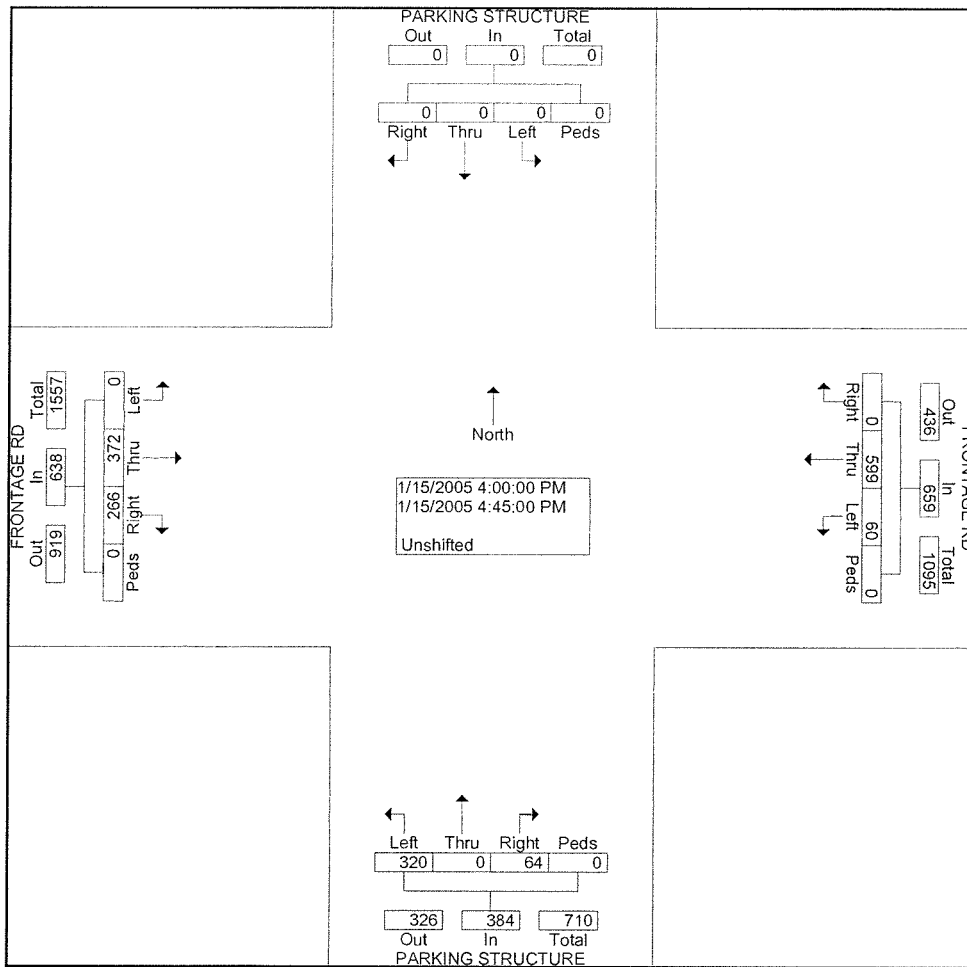 PARKING STRUCTURE
Out In Total
0 0 0
0 0 0 0
Right Thru Left Peds
FRONTAGE RD
Total In Out
1557 638 919
0 372 266 0
Left Thru Right Peds
North
1/15/2005 4:00:00 PM
1/15/2005 4:45:00 PM
Unshifted
Right Thru Left Peds
0 599 60 0
436 659 1095
Out In Total
FRONTAGE RD
Left Thru Right Peds
320 0 64 0
326 384 710
Out In Total
PARKING STRUCTURE